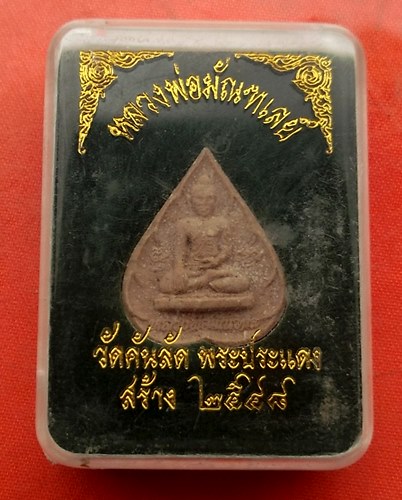 หลวงพ่อมัณฑเลย์
วัดคันลัด พระประแดง
สร้าง ๒๕๔๘